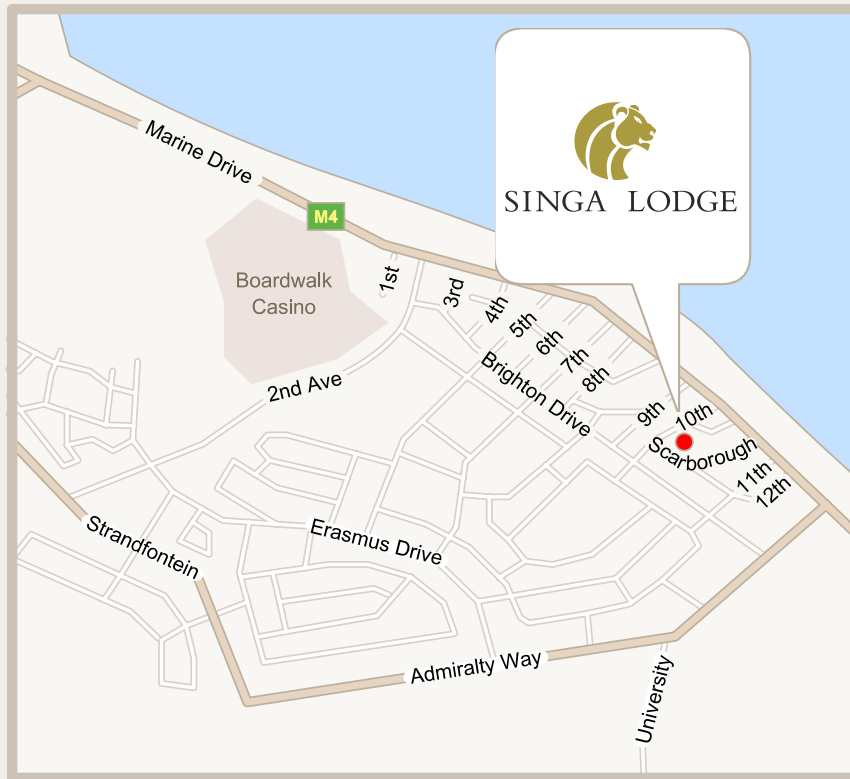 Marine Drive
SINGA LODGE
M4
Boardwalk
Casino
1st
3rd
4th
5th
6th
7th
8th
2nd Ave
Brighton Drive
9th
10th
Scarborough
11th
12th
Strandfontein
Erasmus Drive
Admiralty Way
University